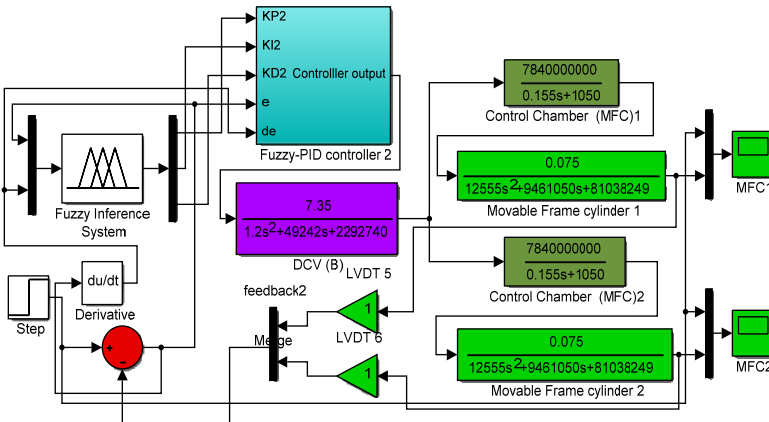 KP2
KI2
KD2 Controlller output
e
de
Fuzzy-PID controller 2
Fuzzy Inference
System
7840000000
0.155s+1050
Control Chamber (MFC)1
0.075
12555s2+9461050s+81038249
Movable Frame cylinder 1
MFC1
7.35
1.2s2+49242s+2292740
DCV (B)
LVDT 5
7840000000
0.155s+1050
Control Chamber (MFC)2
du/dt
Derivative
Step
+
-
feedback2
Merge
1
LVDT 6
1
0.075
12555s2+9461050s+81038249
Movable Frame cylinder 2
MFC2